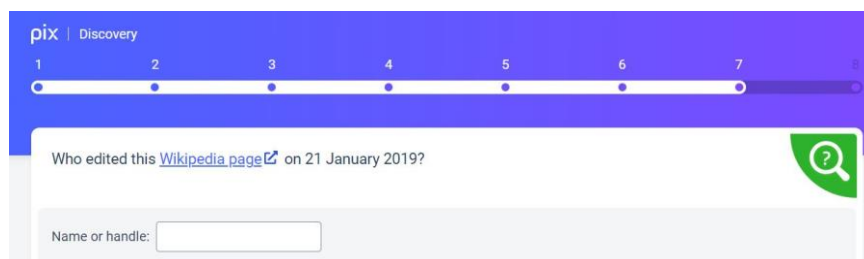 pix | Discovery
1 2 3 4 5 6 7 8
Who edited this Wikipedia page on 21 January 2019?
?
Name or handle: